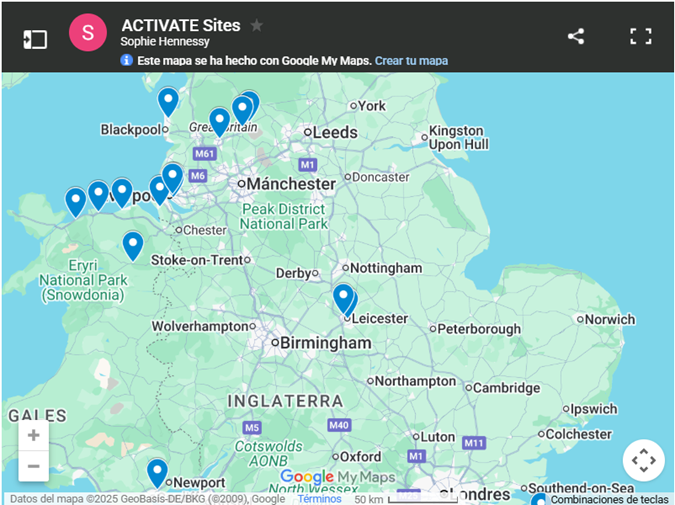 S
ACTIVATE Sites
Sophie Hennessy
Este mapa se ha hecho con Google My Maps. Crear tu mapa
York
Blackpool
Great Britain
Leeds
Kingston
Upon Hull
M61
M6
M1
Mánchester
Doncaster
Peak District
National Park
Chester
Eryri
National Park
(Snowdonia)
Stoke-on-Trent
Derby
Nottingham
Leicester
Norwich
Wolverhampton
Peterborough
Birmingham
Northampton
Cambridge
INGLATERRA
GALES
Ipswich
M5
M40
Colchester
Luton
M11
Cotswolds
AONB
Oxford
M1
Newport
Google My Maps
North Wessex
Southend-on-Sea
Datos del mapa ©2025 GeoBasis-DE/BKG (©2009), Google
Términos
50 km
Combinaciones de teclas